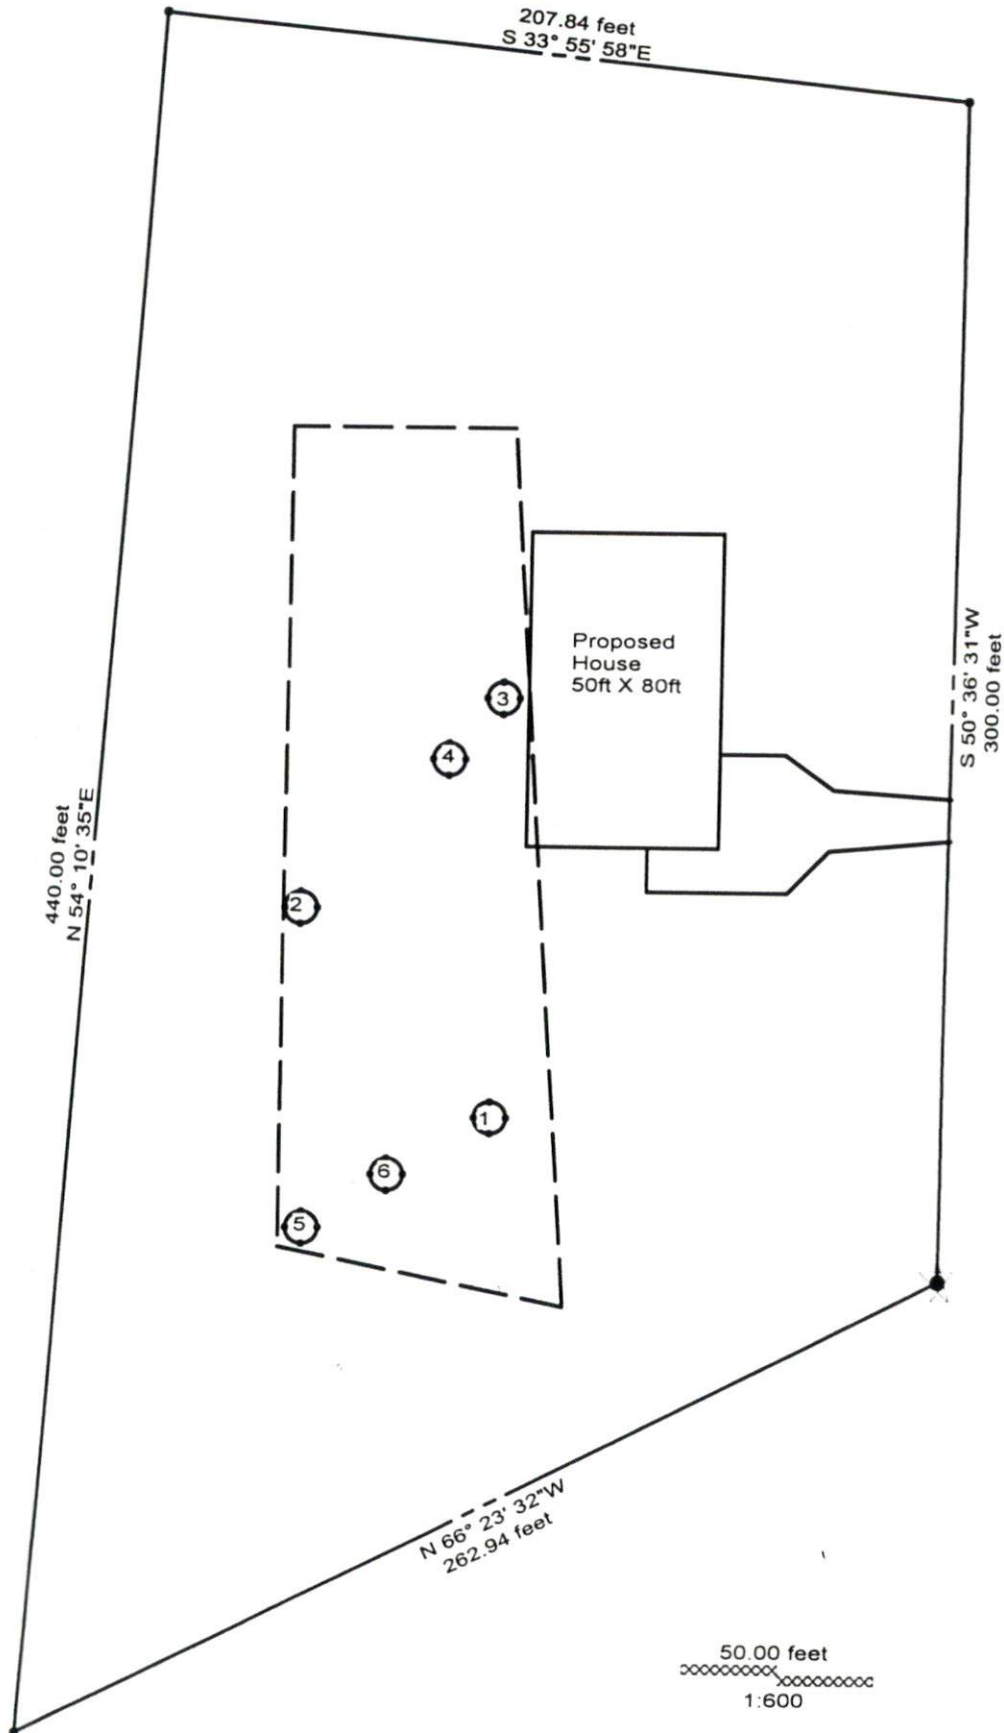 207.84 feet
S 33° 55' 58"E
Proposed
House
50ft X 80ft
3
4
S 50° 36' 31"W
300.00 feet
440.00 feet
N 54° 10' 35"E
2
1
6
5
N 66° 23' 32"W
262.94 feet
50.00 feet
1:600